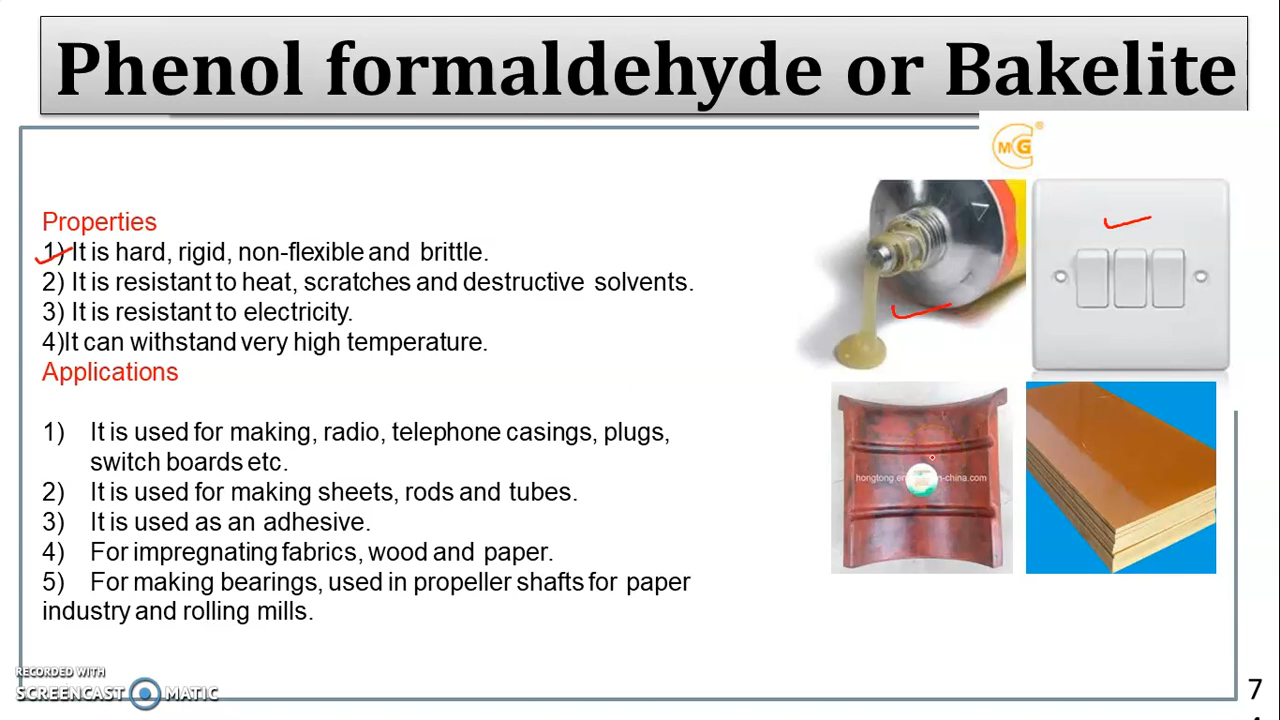 Phenol formaldehyde or Bakelite
MG
®
Properties
1) It is hard, rigid, non-flexible and brittle.
2) It is resistant to heat, scratches and destructive solvents.
3) It is resistant to electricity.
4)It can withstand very high temperature.
Applications
1) It is used for making, radio, telephone casings, plugs,
switch boards etc.
2) It is used for making sheets, rods and tubes.
3) It is used as an adhesive.
4) For impregnating fabrics, wood and paper.
5) For making bearings, used in propeller shafts for paper
industry and rolling mills.
hongtong.en
n-china.com
RECORDED WITH
SCREENCAST MATIC
7